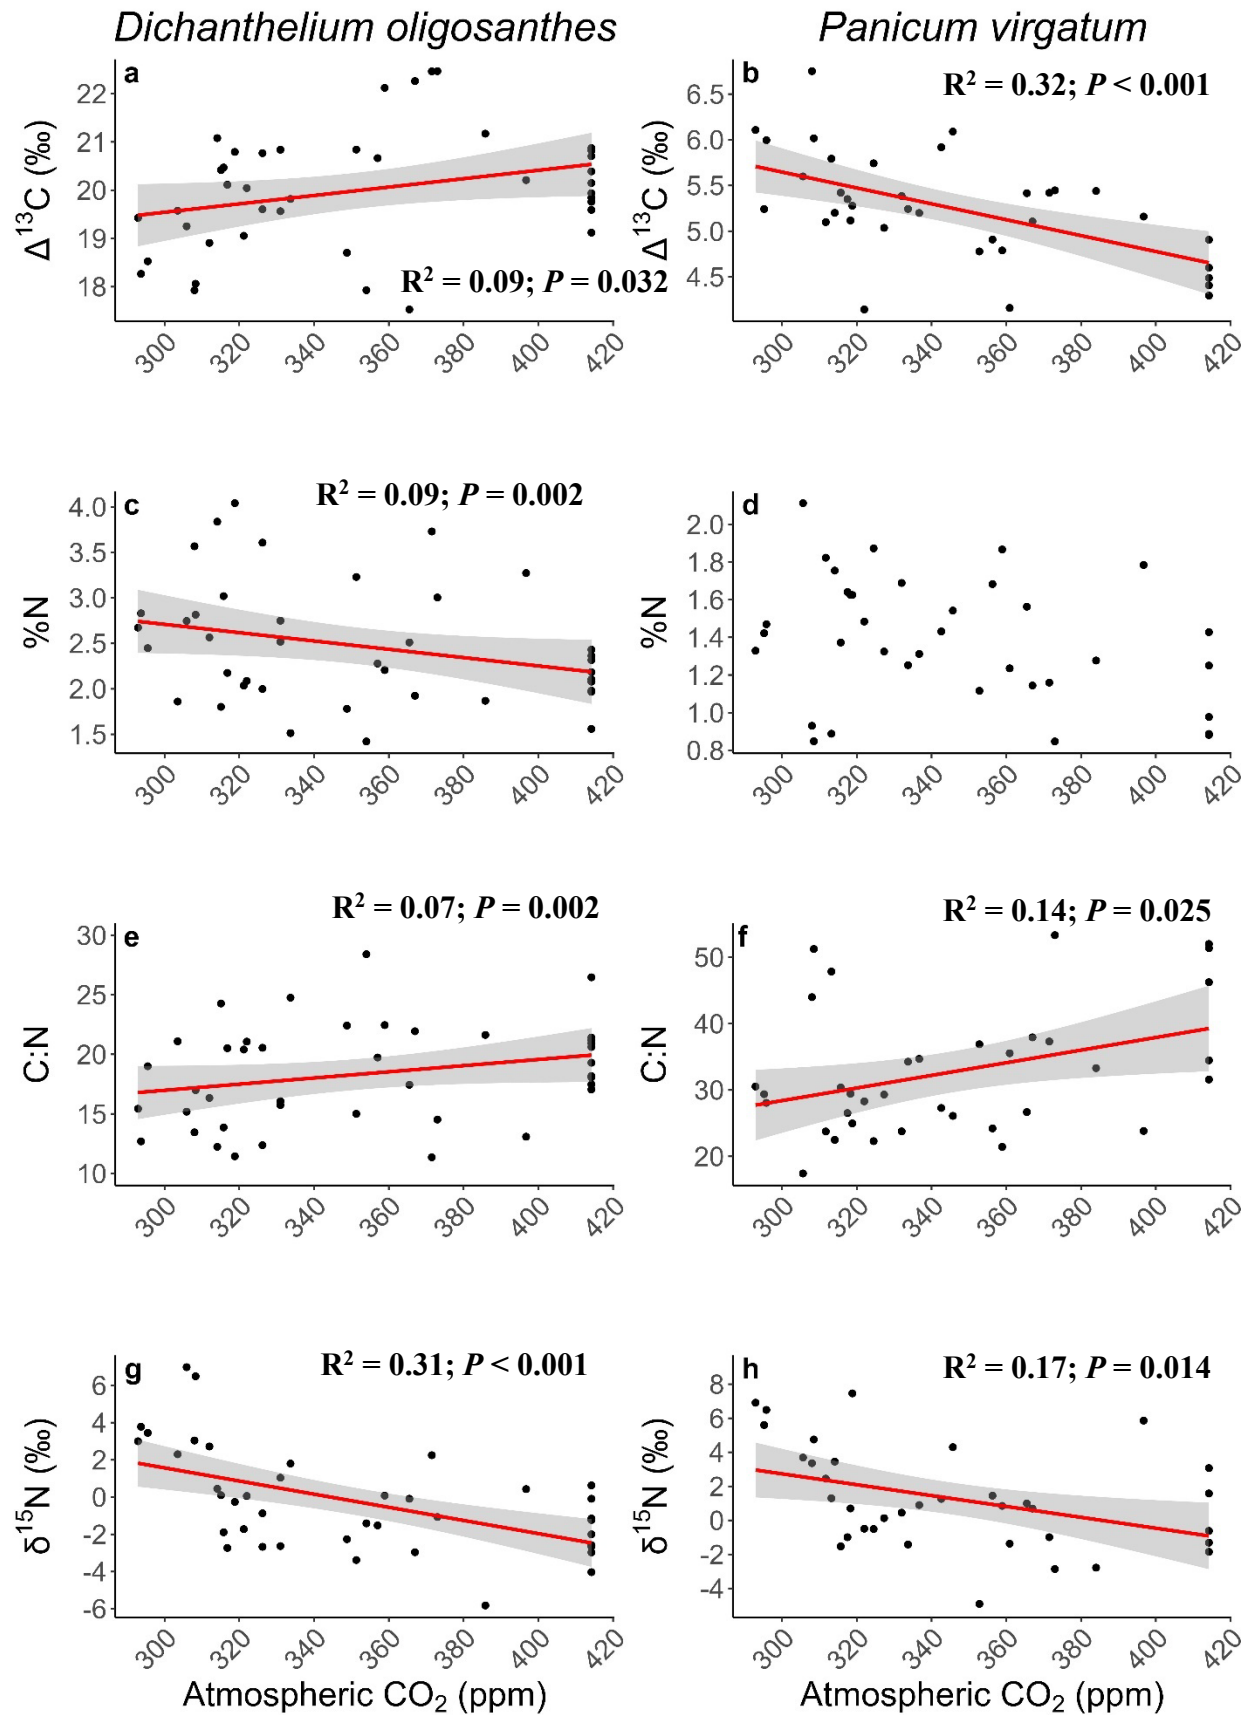 Dichanthelium oligosanthes
Panicum virgatum
a
22
21
20
19
18
Δ¹³C (‰)
R² = 0.09; P = 0.032
300 320 340 360 380 400 420
b
R² = 0.32; P < 0.001
6.5
6.0
5.5
5.0
4.5
Δ¹³C (‰)
300 320 340 360 380 400 420
c
R² = 0.09; P = 0.002
4.0
3.5
3.0
2.5
2.0
1.5
%N
300 320 340 360 380 400 420
d
2.0
1.8
1.6
1.4
1.2
1.0
0.8
%N
300 320 340 360 380 400 420
e
R² = 0.07; P = 0.002
30
25
20
15
10
C:N
300 320 340 360 380 400 420
f
R² = 0.14; P = 0.025
50
40
30
20
C:N
300 320 340 360 380 400 420
g
R² = 0.31; P < 0.001
6
4
2
0
-2
-4
-6
δ¹⁵N (‰)
300 320 340 360 380 400 420
Atmospheric CO₂ (ppm)
h
R² = 0.17; P = 0.014
8
6
4
2
0
-2
-4
δ¹⁵N (‰)
300 320 340 360 380 400 420
Atmospheric CO₂ (ppm)